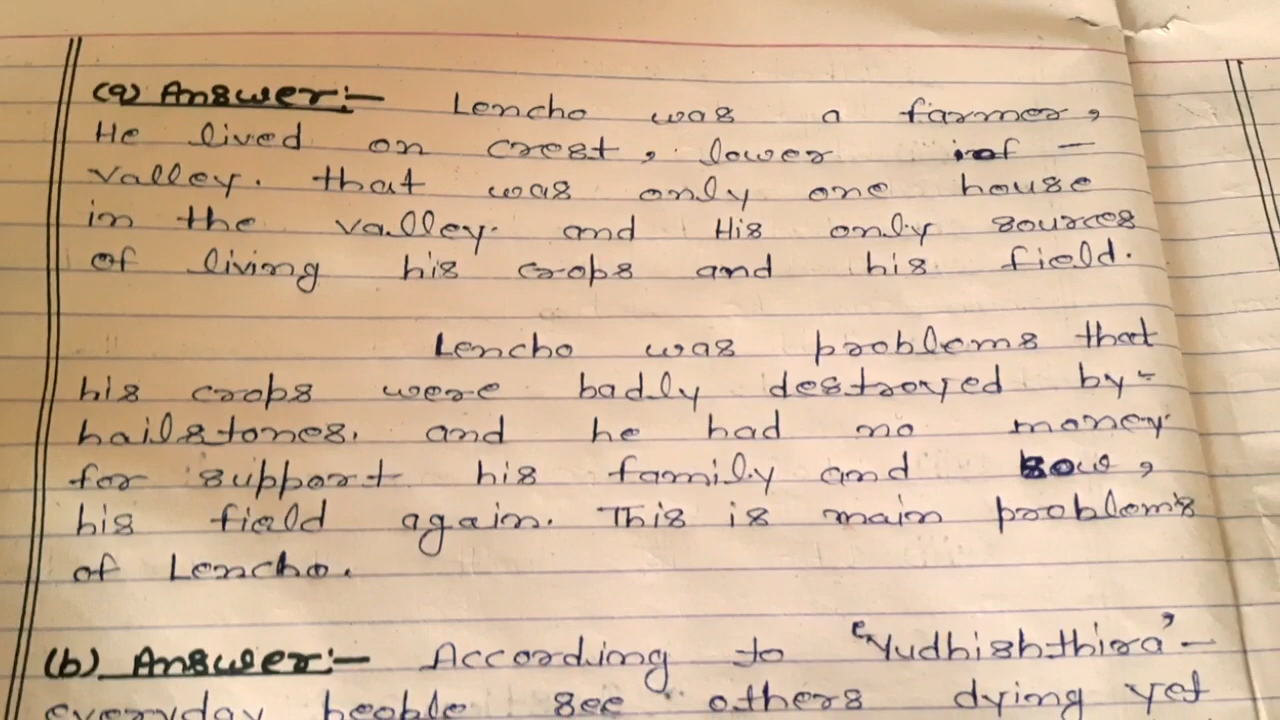 (a) Answer:- Lencho was a farmer,
He lived on crest, lower of -
valley. that was only one house
in the valley. and His only sources
of living his crops and his field.
Lencho was problems that
his crops were badly destroyed by-
hailstones. and he had no money
for support his family and sow,
his field again. This is main problems
of Lencho.
(b) Answer:- According to "Yudhishthira'-
everyday people see others dying yet